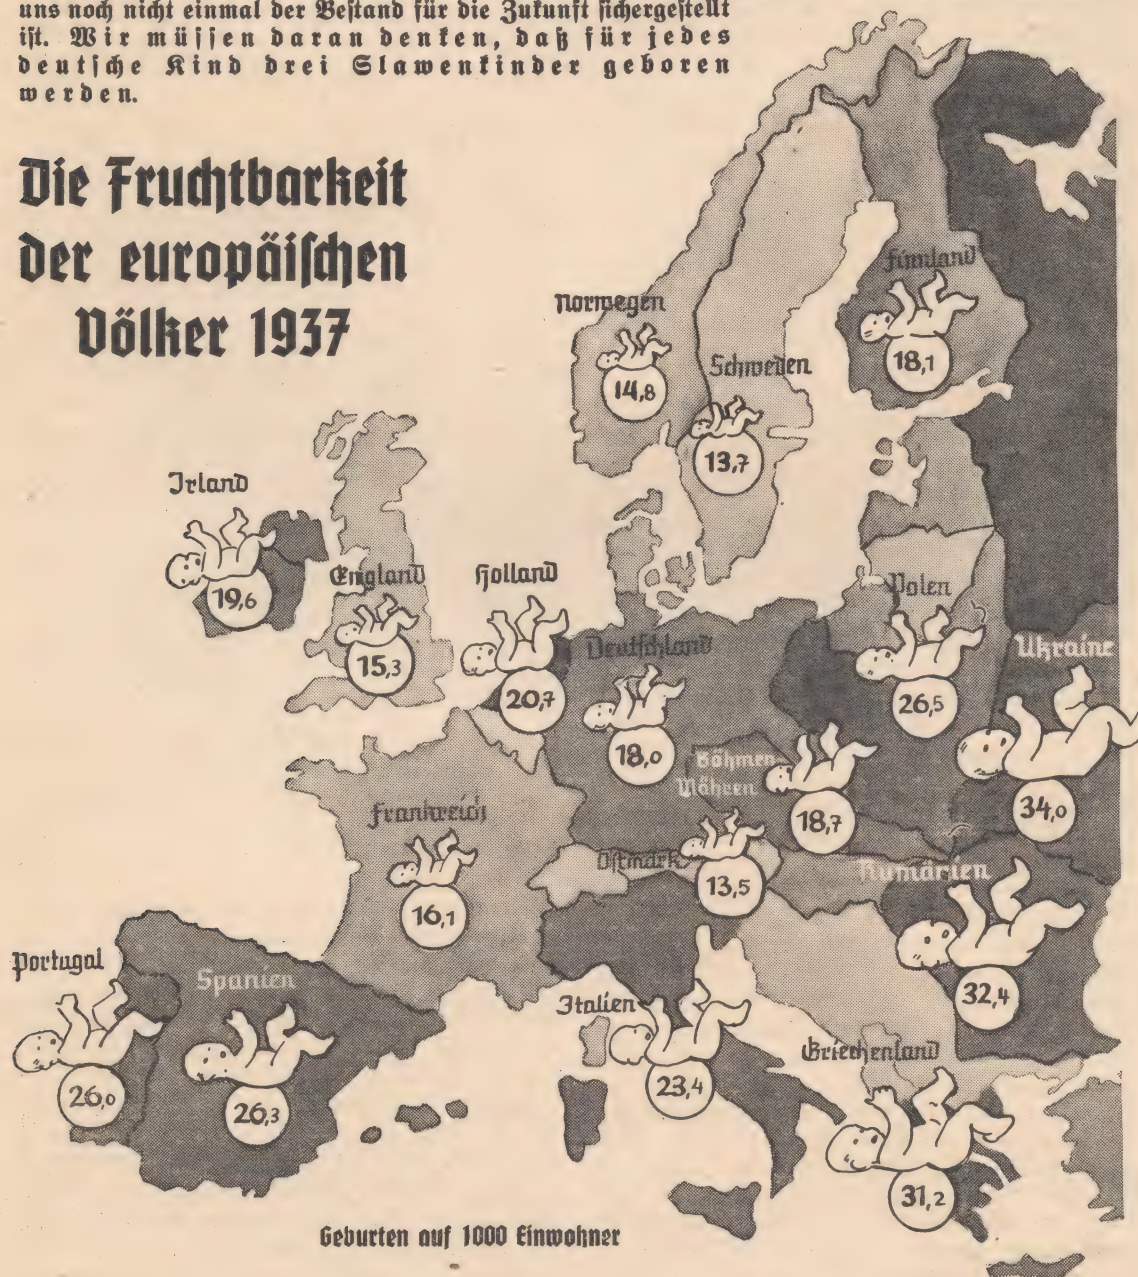 uns noch nicht einmal der Bestand für die Zukunft sichergestellt
ist. Wir müssen daran denken, daß für jedes
deutsche Kind drei Slawenkinder geboren
werden.
Die Fruchtbarkeit
der europäischen
Völker 1937
Finnland
18,1
Norwegen
14,8
Schweden
13,7
Irland
19,6
England
15,3
Holland
20,7
Deutschland
18,0
Polen
26,5
Ukraine
34,0
Böhmen
Mähren
18,7
Frankreich
16,1
Ostmark
13,5
Rumänien
32,4
Portugal
26,0
Spanien
26,3
Italien
23,4
Griechenland
31,2
Geburten auf 1000 Einwohner